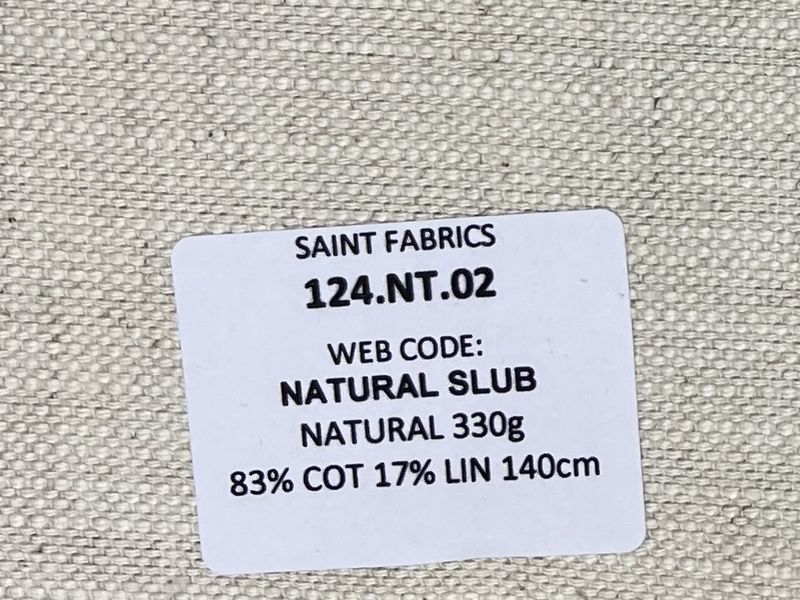 SAINT FABRICS
124.NT.02
WEB CODE:
NATURAL SLUB
NATURAL 330g
83% COT 17% LIN 140cm